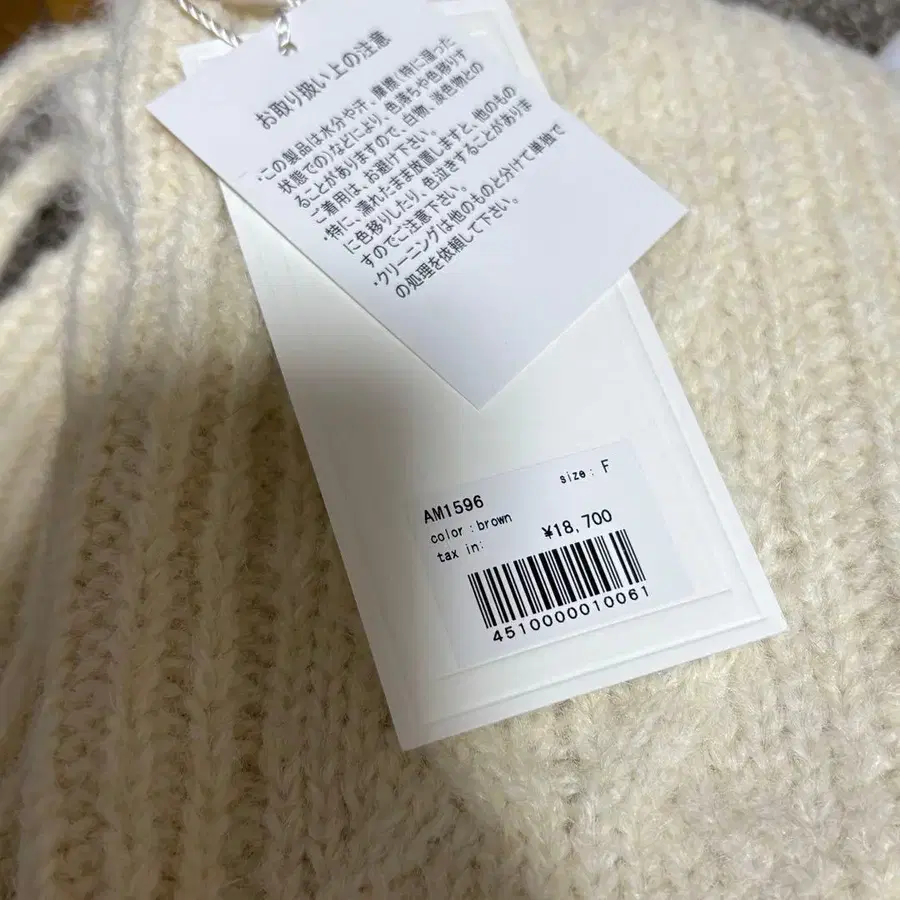 お取り扱い上の注意
・この製品は水分や汗、摩擦(特に湿った
状態での)などにより、色落ちや色移りす
ることがありますので、白物、淡色物との
ご着用は、お避け下さい。
・特に、濡れたまま放置しますと、他のもの
に色移りしたり、色泣きすることがありま
すのでご注意下さい。
・クリーニングは他のものと分けて単独で
の処理を依頼して下さい。
AM1596 size: F
color:brown
tax in: ¥18,700
4510000010061